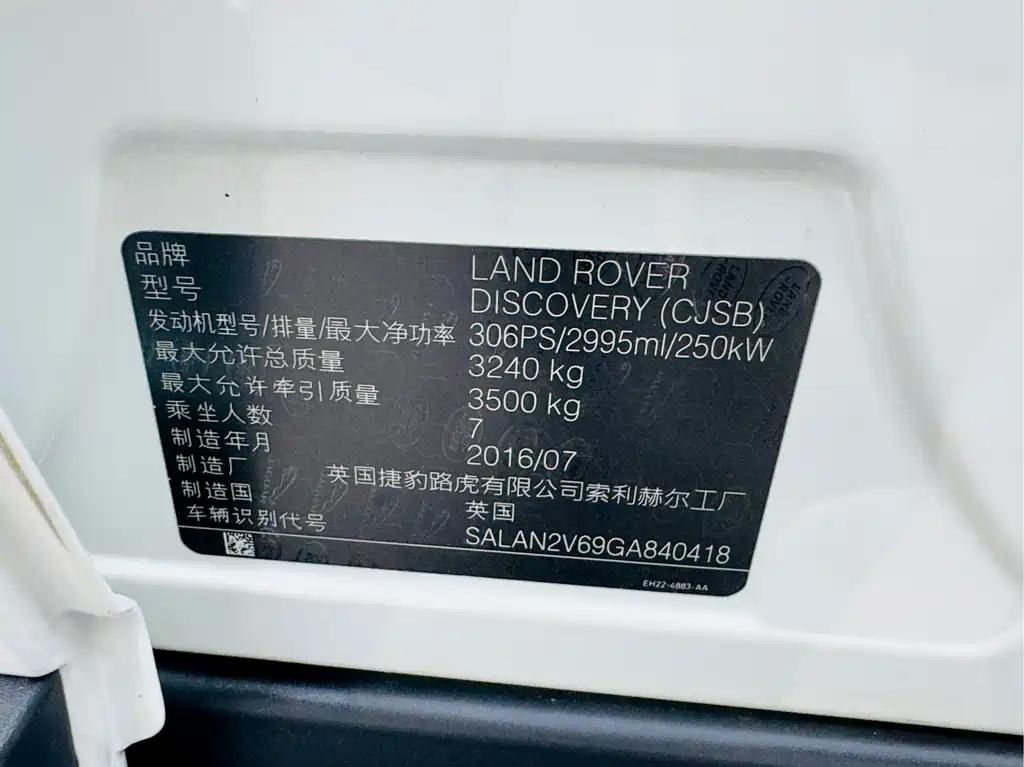 品牌 LAND ROVER
型号 DISCOVERY (CJSB)
发动机型号/排量/最大净功率 306PS/2995ml/250kW
最大允许总质量 3240 kg
最大允许牵引质量 3500 kg
乘坐人数 7
制造年月 2016/07
制造厂 英国捷豹路虎有限公司索利赫尔工厂
制造国 英国
车辆识别代号 SALAN2V69GA840418
EH22-4883-AA